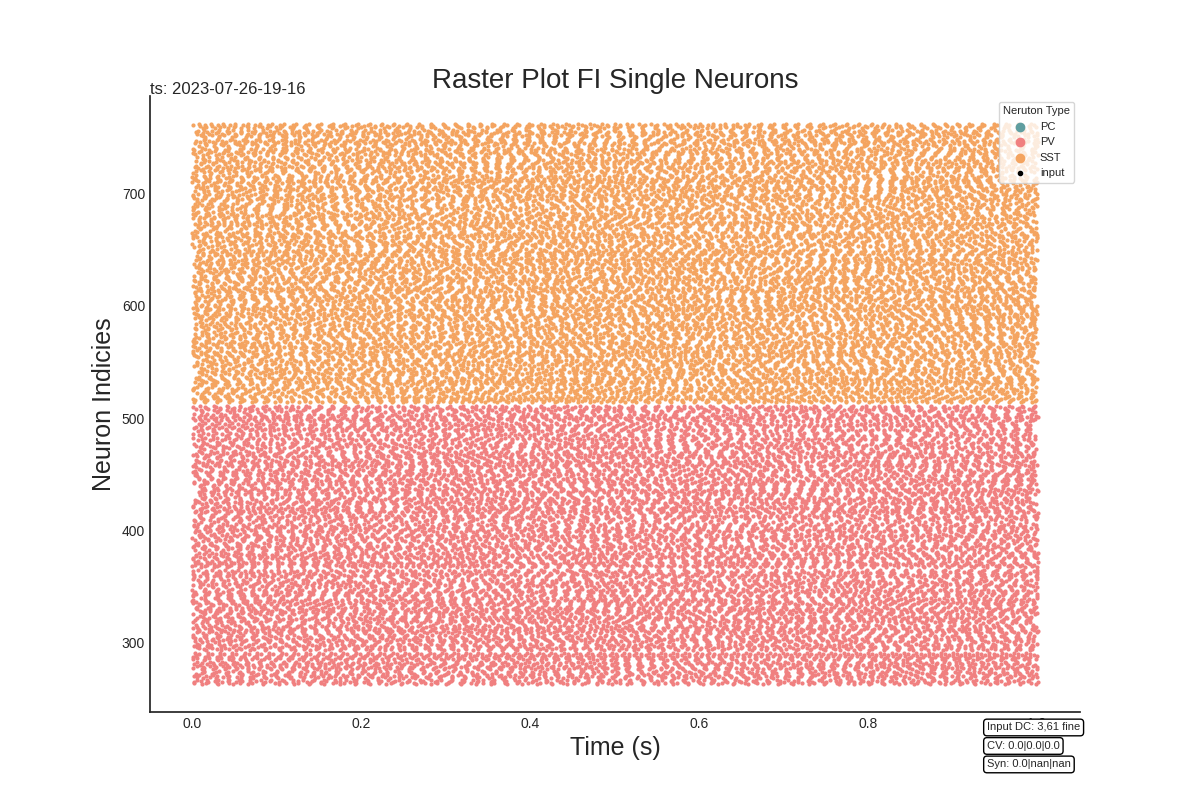 Raster Plot FI Single Neurons
ts: 2023-07-26-19-16
Neruton Type
PC
PV
SST
input
Neuron Indicies
700
600
500
400
300
0.0 0.2 0.4 0.6 0.8
Time (s)
Input DC: 3,61 fine
CV: 0.0|0.0|0.0
Syn: 0.0|nan|nan